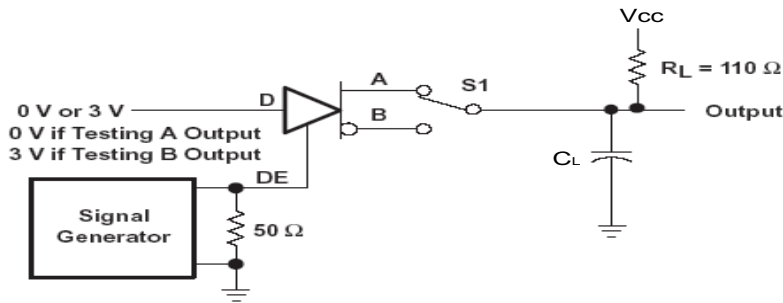 Vcc
RL = 110 Ω
A
S1
D
0 V or 3 V
Output
B
0 V if Testing A Output
3 V if Testing B Output
CL
DE
Signal
Generator
50 Ω